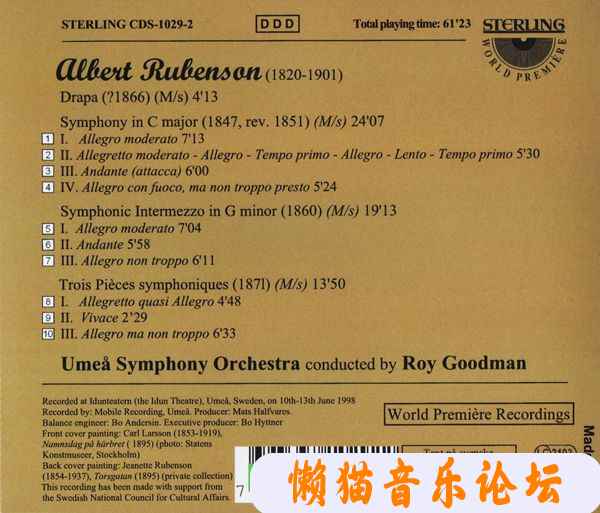 STERLING CDS-1029-2 DDD Total playing time: 61'23 STERLING
WORLD PREMIERE
Albert Rubenson (1820-1901)
Drapa (?1866) (M/s) 4'13
Symphony in C major (1847, rev. 1851) (M/s) 24'07
1 I. Allegro moderato 7'13
2 II. Allegretto moderato - Allegro - Tempo primo - Allegro - Lento - Tempo primo 5'30
3 III. Andante (attacca) 6'00
4 IV. Allegro con fuoco, ma non troppo presto 5'24
Symphonic Intermezzo in G minor (1860) (M/s) 19'13
5 I. Allegro moderato 7'04
6 II. Andante 5'58
7 III. Allegro non troppo 6'11
Trois Pièces symphoniques (187l) (M/s) 13'50
8 I. Allegretto quasi Allegro 4'48
9 II. Vivace 2'29
10 III. Allegro ma non troppo 6'33
Umeå Symphony Orchestra conducted by Roy Goodman
Recorded at Idunteatern (the Idun Theatre), Umeå, Sweden, on 10th-13th June 1998
Recorded by: Mobile Recording, Umeå. Producer: Mats Halfvares.
Balance engineer: Bo Andersin. Executive producer: Bo Hyttner
Front cover painting: Carl Larsson (1853-1919),
Namnsdag på härbret ( 1895) (photo: Statens
Konstmuseer, Stockholm)
Back cover painting: Jeanette Rubenson
(1854-1937), Torsgatan (1895) (private collection)
This recording has been made with support from
the Swedish National Council for Cultural Affairs.
World Première Recordings
Made
7
懒猫音乐论坛